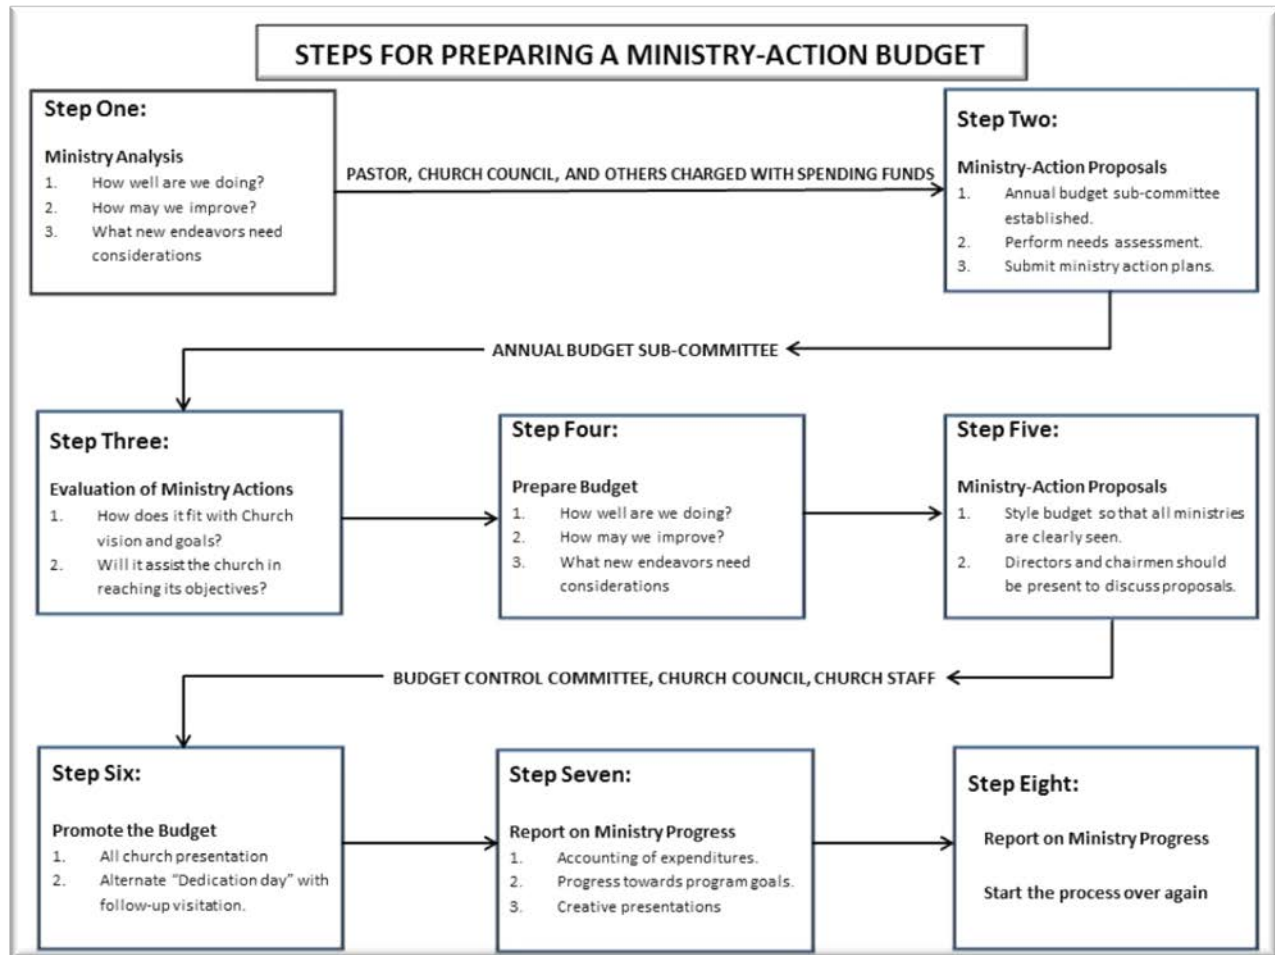 STEPS FOR PREPARING A MINISTRY-ACTION BUDGET
Step One:
Ministry Analysis
1. How well are we doing?
2. How may we improve?
3. What new endeavors need
considerations
PASTOR, CHURCH COUNCIL, AND OTHERS CHARGED WITH SPENDING FUNDS
Step Two:
Ministry-Action Proposals
1. Annual budget sub-committee
established.
2. Perform needs assessment.
3. Submit ministry action plans.
ANNUAL BUDGET SUB-COMMITTEE
Step Three:
Evaluation of Ministry Actions
1. How does it fit with Church
vision and goals?
2. Will it assist the church in
reaching its objectives?
Step Four:
Prepare Budget
1. How well are we doing?
2. How may we improve?
3. What new endeavors need
considerations
Step Five:
Ministry-Action Proposals
1. Style budget so that all ministries
are clearly seen.
2. Directors and chairmen should
be present to discuss proposals.
BUDGET CONTROL COMMITTEE, CHURCH COUNCIL, CHURCH STAFF
Step Six:
Promote the Budget
1. All church presentation
2. Alternate “Dedication day” with
follow-up visitation.
Step Seven:
Report on Ministry Progress
1. Accounting of expenditures.
2. Progress towards program goals.
3. Creative presentations
Step Eight:
Report on Ministry Progress
Start the process over again